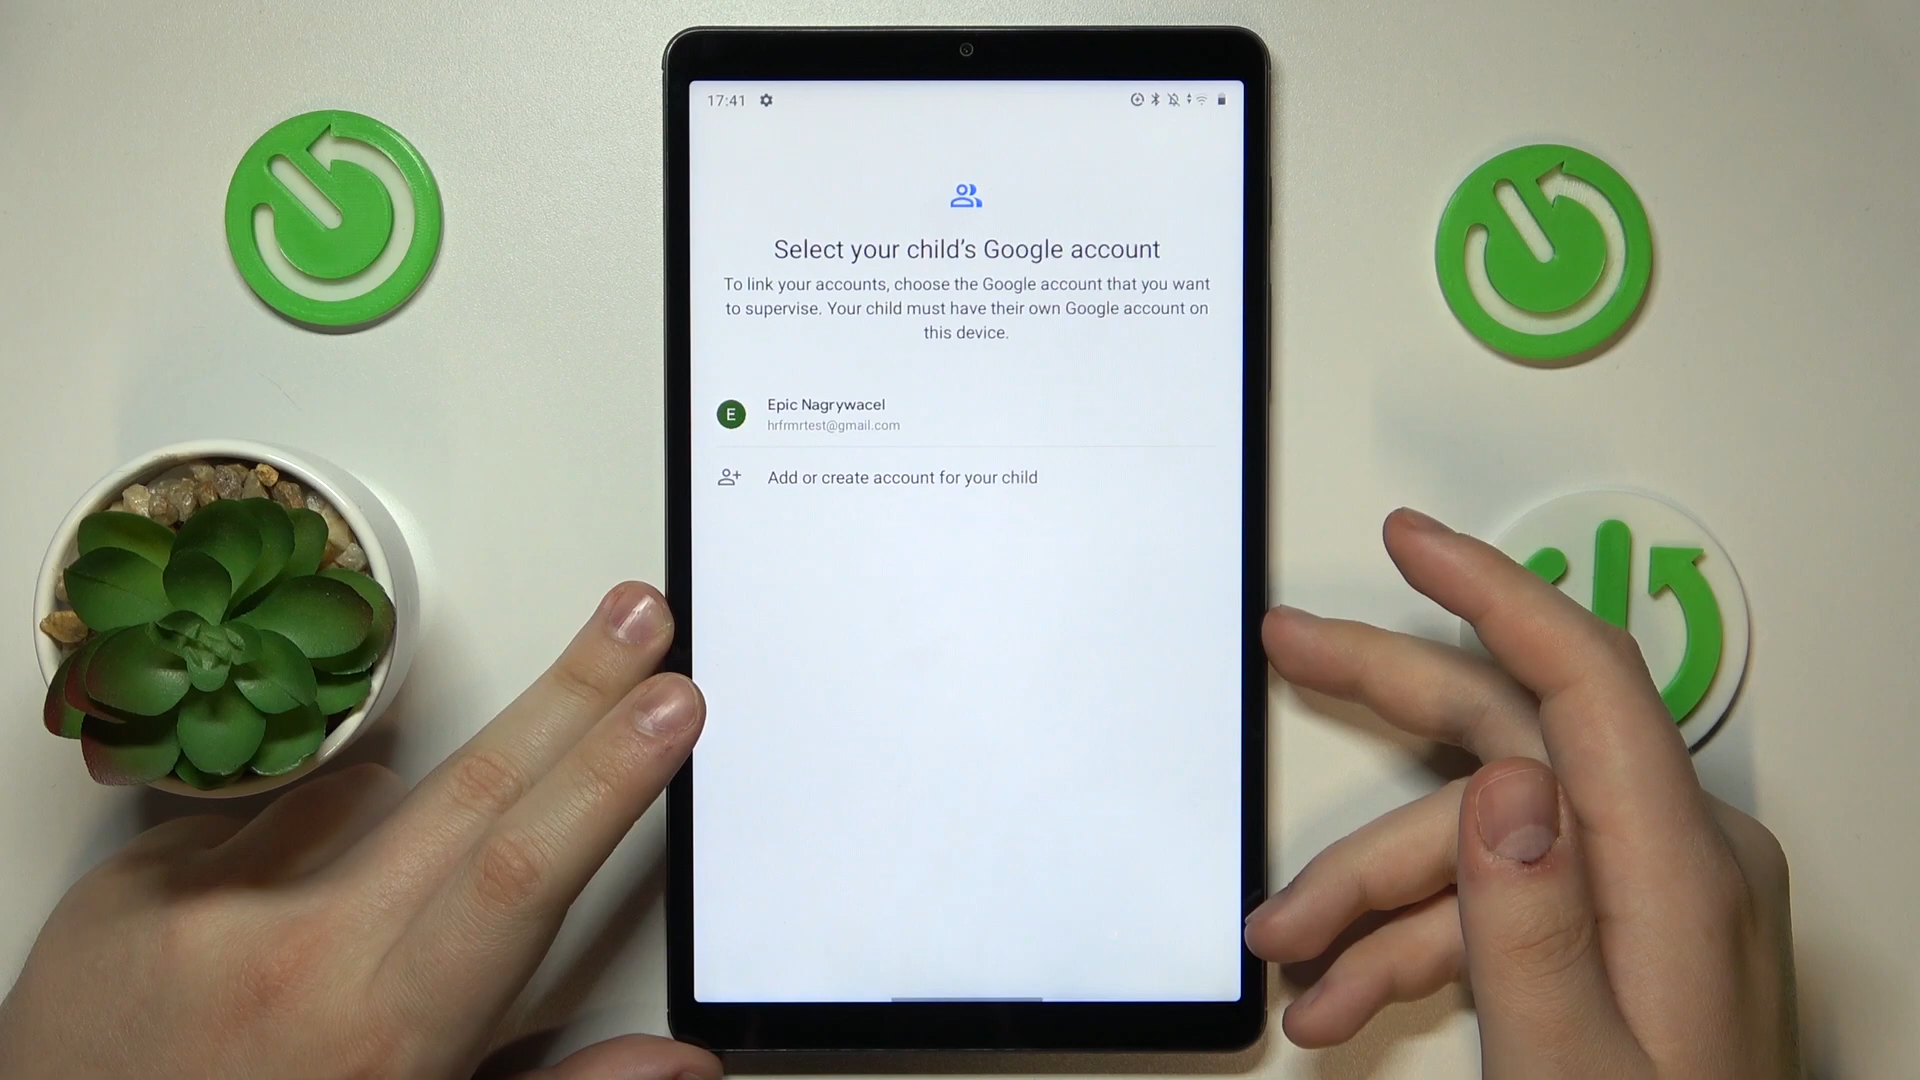 17:41
Select your child's Google account
To link your accounts, choose the Google account that you want
to supervise. Your child must have their own Google account on
this device.
E
Epic Nagrywacel
hrfrmrtest@gmail.com
Add or create account for your child